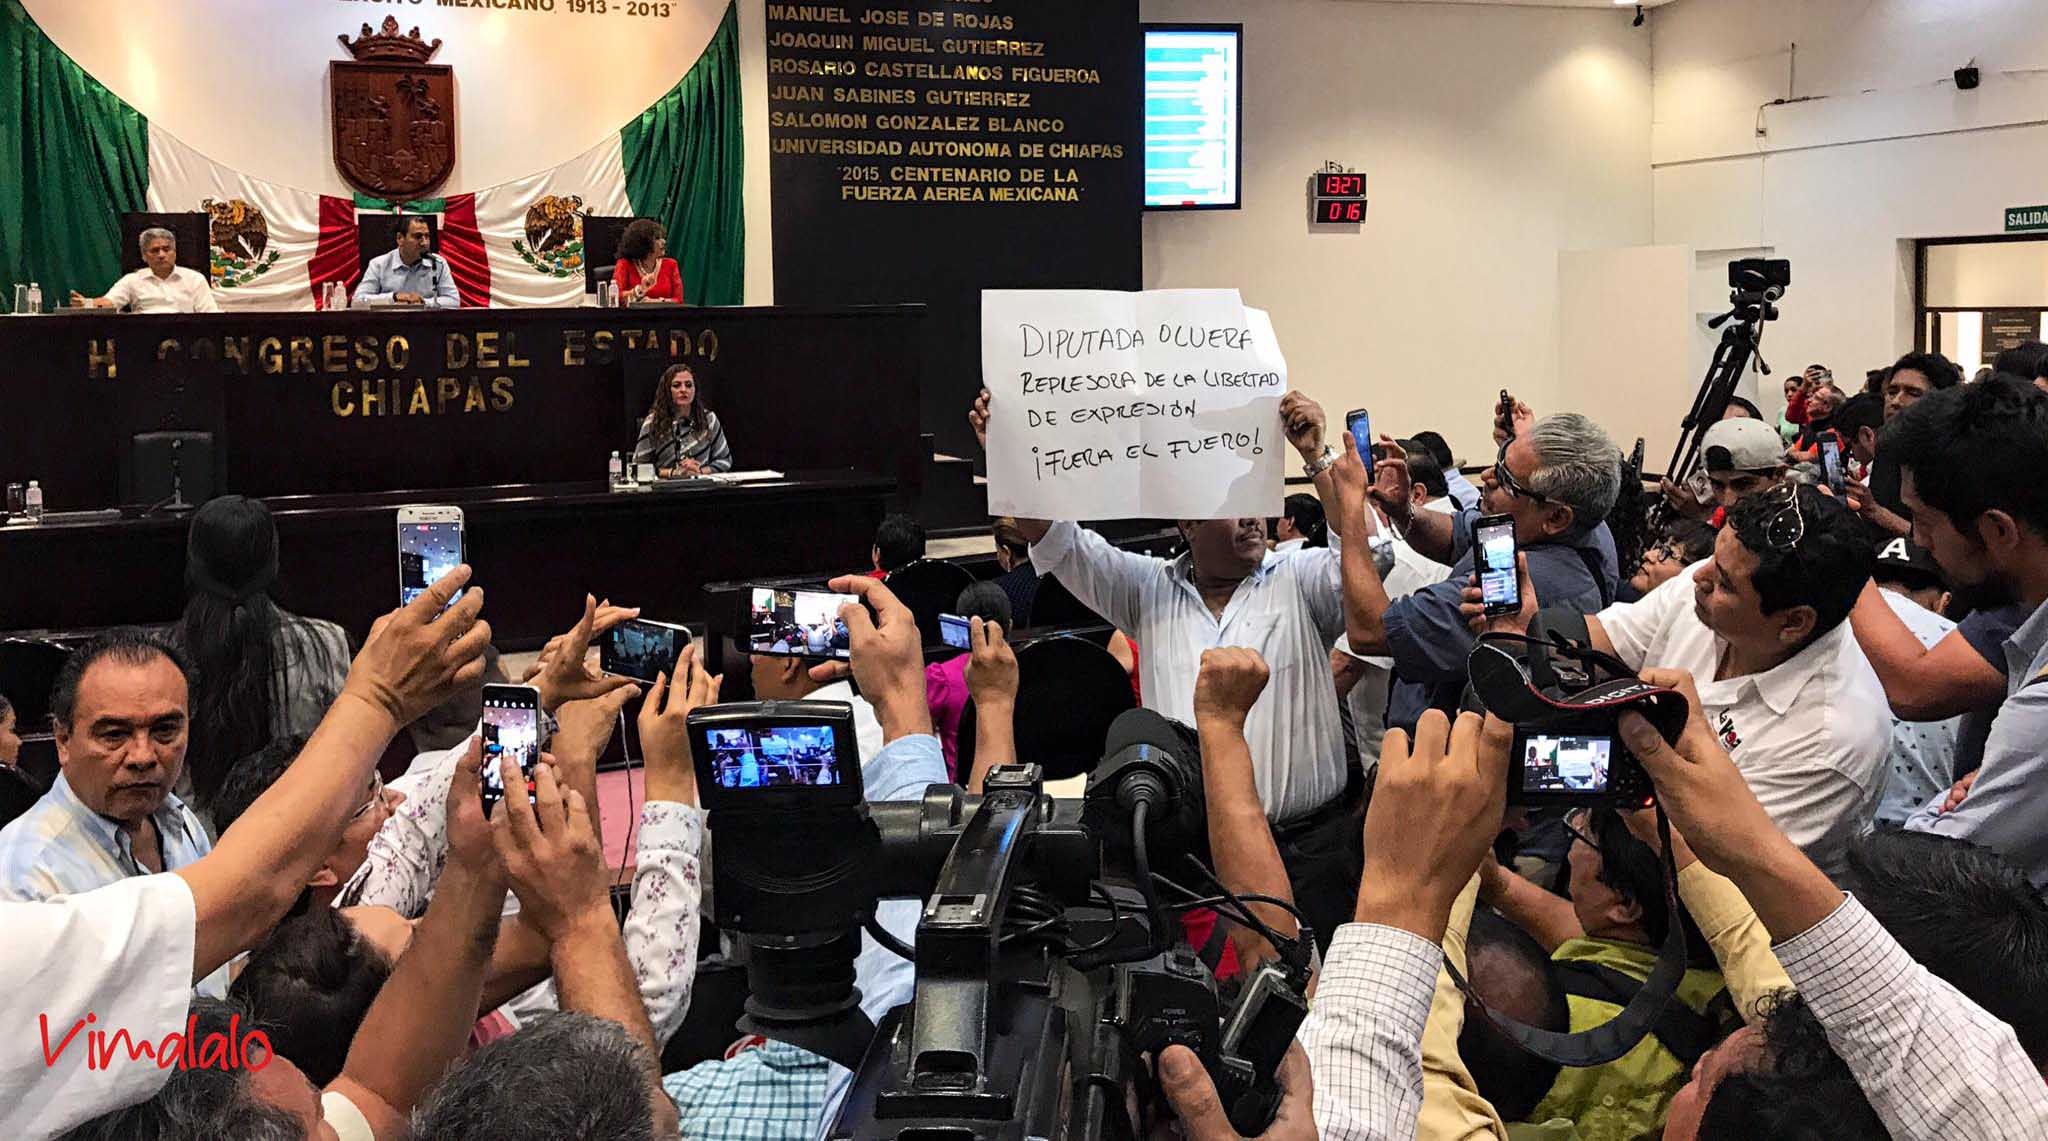 EJÉRCITO MEXICANO, 1913 - 2013"
MANUEL JOSE DE ROJAS
JOAQUIN MIGUEL GUTIERREZ
ROSARIO CASTELLANOS FIGUEROA
JUAN SABINES GUTIERREZ
SALOMON GONZALEZ BLANCO
UNIVERSIDAD AUTONOMA DE CHIAPAS
"2015, CENTENARIO DE LA
FUERZA AEREA MEXICANA"
13:27
0:16
SALIDA
H CONGRESO DEL ESTADO
CHIAPAS
DIPUTADA OLVERA
REPRESORA DE LA LIBERTAD
DE EXPRESIÓN
¡FUERA EL FUERO!
A
DIGITA
POWER
Vimalalo